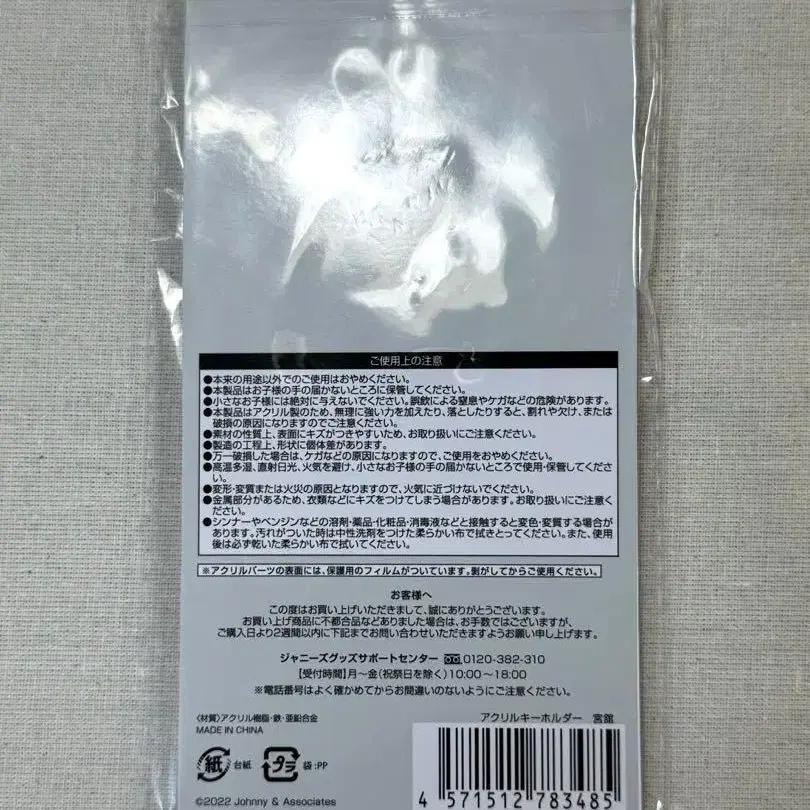 ご使用上の注意
●本来の用途以外でのご使用はおやめください。
●本製品はお子様の手の届かないところに保管してください。
●小さなお子様には絶対に与えないでください。誤飲による窒息やケガなどの危険があります。
●本製品はアクリル製のため、無理に強い力を加えたり、落としたりすると、割れや欠け、または
破損の原因になりますのでご注意ください。
●素材の性質上、表面にキズがつきやすいため、お取り扱いにご注意ください。
●製造の工程上、形状に個体差があります。
●万一破損した場合は、ケガなどの原因になりますので、ご使用をおやめください。
●高温多湿、直射日光、火気を避け、小さなお子様の手の届かないところで使用・保管してくださ
い。
●変形・変質または火災の原因となりますので、火気に近づけないでください。
●金属部分があるため、衣類などにキズをつけてしまう場合があります。お取り扱いにご注意くださ
い。
●シンナーやベンジンなどの溶剤・薬品・化粧品・消毒液などと接触すると変色・変質する場合が
あります。汚れがついた時は中性洗剤をつけた柔らかい布で拭きとってください。また、使用
後は必ず乾いた柔らかい布で拭いてください。
※アクリルパーツの表面には、保護用のフィルムがついています。剥がしてからご使用ください。
お客様へ
この度はお買い上げいただきまして、誠にありがとうございます。
お買い上げ商品に不都合品などありました場合は、お手数ではございますが、
ご購入日より2週間以内に下記までお問い合わせいただきますようお願い申し上げます。
ジャニーズグッズサポートセンター 0120-382-310
【受付時間】月〜金(祝祭日を除く)10:00〜18:00
※電話番号はよく確かめてからお間違いのないようにご注意ください。
〈材質〉アクリル樹脂・鉄・亜鉛合金
MADE IN CHINA
アクリルキーホルダー 宮舘
紙 台紙 プラ 袋:PP
©2022 Johnny & Associates
4 571512 783485